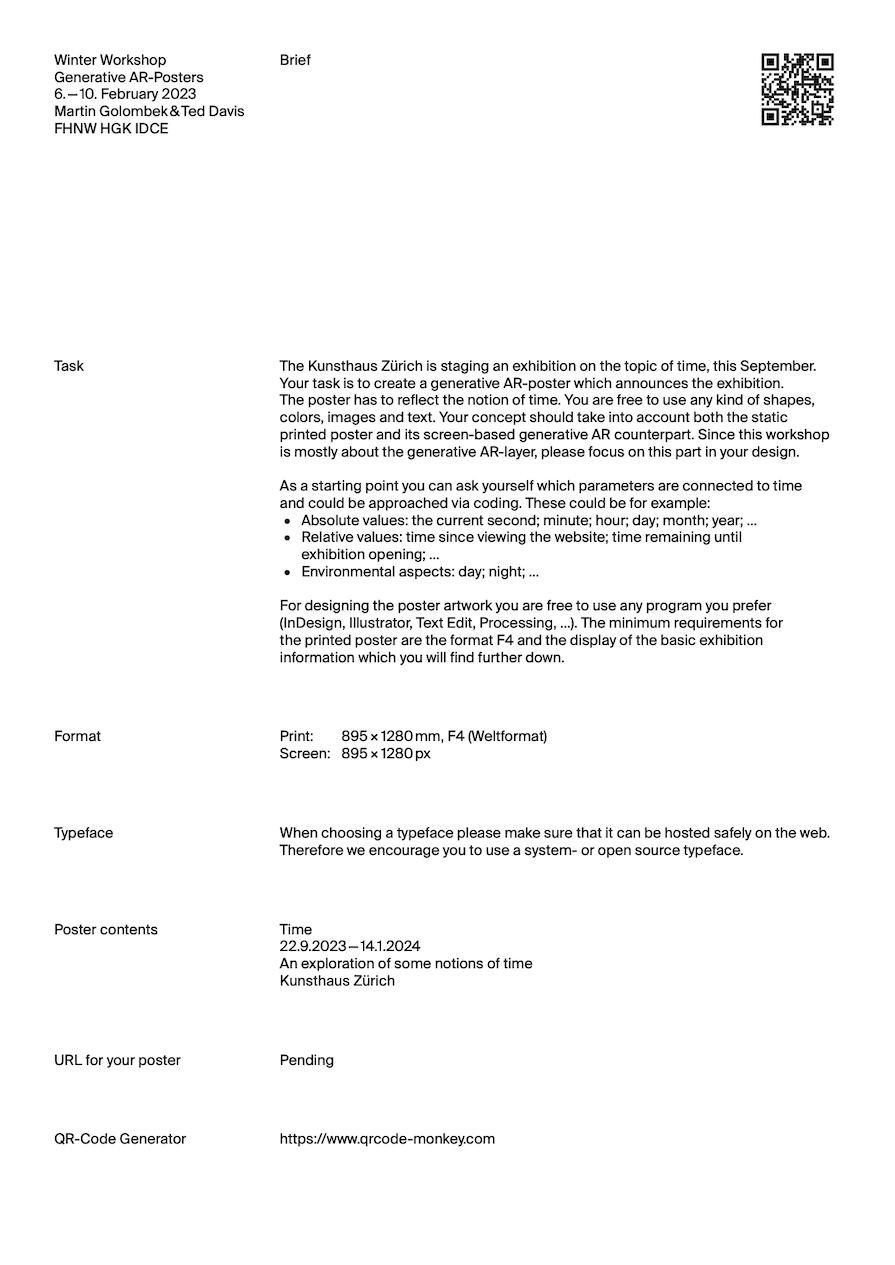 Winter Workshop
Generative AR-Posters
6.—10. February 2023
Martin Golombek & Ted Davis
FHNW HGK IDCE
Brief
Task
The Kunsthaus Zürich is staging an exhibition on the topic of time, this September.
Your task is to create a generative AR-poster which announces the exhibition.
The poster has to reflect the notion of time. You are free to use any kind of shapes,
colors, images and text. Your concept should take into account both the static
printed poster and its screen-based generative AR counterpart. Since this workshop
is mostly about the generative AR-layer, please focus on this part in your design.
As a starting point you can ask yourself which parameters are connected to time
and could be approached via coding. These could be for example:
• Absolute values: the current second; minute; hour; day; month; year; ...
• Relative values: time since viewing the website; time remaining until
exhibition opening; ...
• Environmental aspects: day; night; ...
For designing the poster artwork you are free to use any program you prefer
(InDesign, Illustrator, Text Edit, Processing, ...). The minimum requirements for
the printed poster are the format F4 and the display of the basic exhibition
information which you will find further down.
Format
Print: 895 × 1280 mm, F4 (Weltformat)
Screen: 895 × 1280 px
Typeface
When choosing a typeface please make sure that it can be hosted safely on the web.
Therefore we encourage you to use a system- or open source typeface.
Poster contents
Time
22.9.2023—14.1.2024
An exploration of some notions of time
Kunsthaus Zürich
URL for your poster
Pending
QR-Code Generator
https://www.qrcode-monkey.com